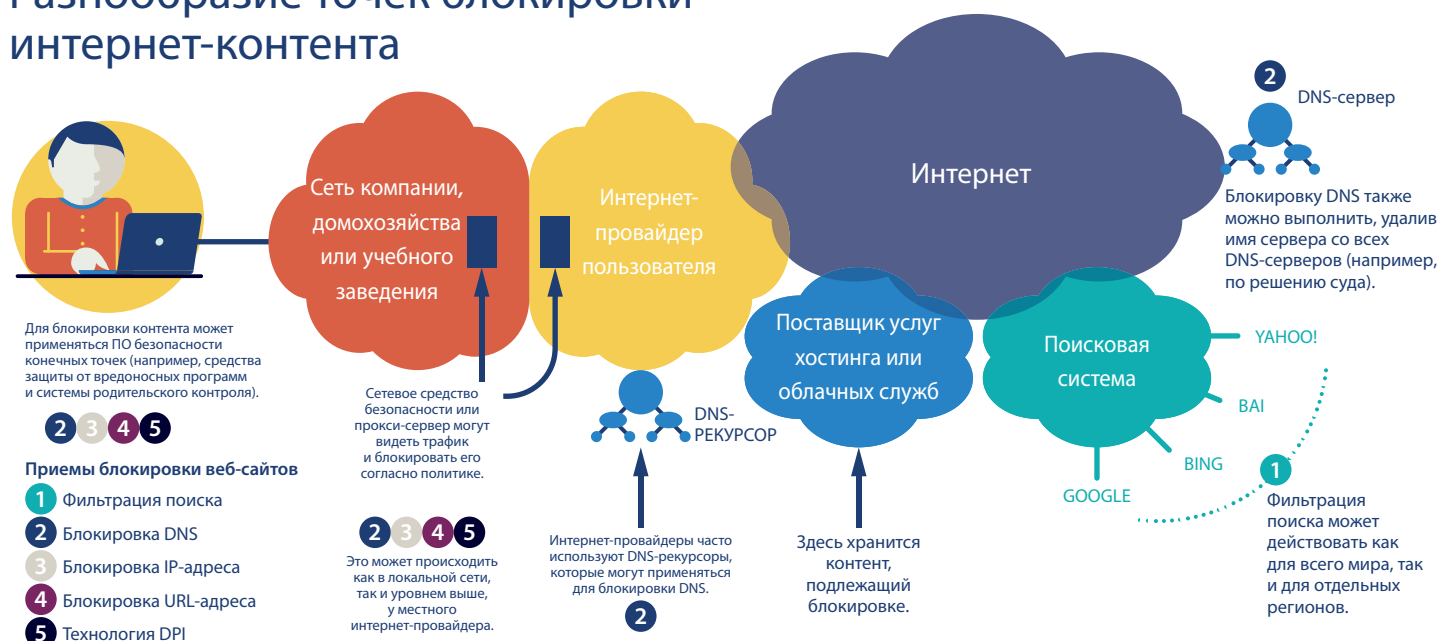 Разнообразие точек блокировки
интернет-контента
Сеть компании,
домохозяйства
или учебного
заведения
Интернет-
провайдер
пользователя
Интернет
2
DNS-сервер
Блокировку DNS также
можно выполнить, удалив
имя сервера со всех
DNS-серверов (например,
по решению суда).
Для блокировки контента может
применяться ПО безопасности
конечных точек (например, средства
защиты от вредоносных программ
и системы родительского контроля).
2 3 4 5
Приемы блокировки веб-сайтов
1 Фильтрация поиска
2 Блокировка DNS
3 Блокировка IP-адреса
4 Блокировка URL-адреса
5 Технология DPI
Сетевое средство
безопасности или
прокси-сервер могут
видеть трафик
и блокировать его
согласно политике.
2 3 4 5
Это может происходить
как в локальной сети,
так и уровнем выше,
у местного
интернет-провайдера.
DNS-
РЕКУРСОР
Интернет-провайдеры часто
используют DNS-рекурсоры,
которые могут применяться
для блокировки DNS.
2
Поставщик услуг
хостинга или
облачных служб
Здесь хранится
контент,
подлежащий
блокировке.
Поисковая
система
YAHOO!
BAI
BING
GOOGLE
1
Фильтрация
поиска может
действовать как
для всего мира, так
и для отдельных
регионов.